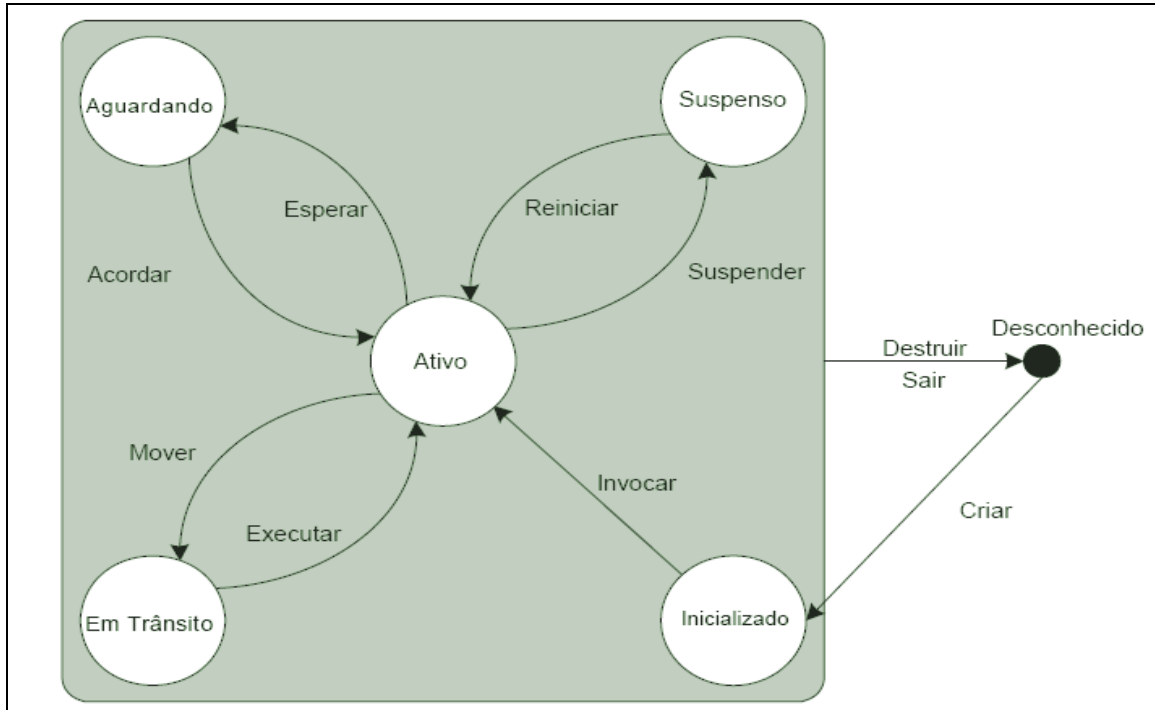 Aguardando
Suspenso
Esperar
Reiniciar
Acordar
Suspender
Desconhecido
Ativo
Destruir
Sair
Mover
Invocar
Criar
Executar
Em Trânsito
Inicializado